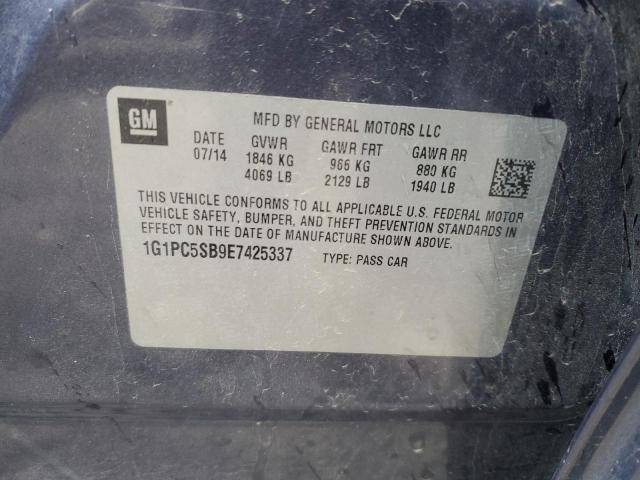 GM
MFD BY GENERAL MOTORS LLC
DATE GVWR GAWR FRT GAWR RR
07/14 1846 KG 966 KG 880 KG
4069 LB 2129 LB 1940 LB
THIS VEHICLE CONFORMS TO ALL APPLICABLE U.S. FEDERAL MOTOR
VEHICLE SAFETY, BUMPER, AND THEFT PREVENTION STANDARDS IN
EFFECT ON THE DATE OF MANUFACTURE SHOWN ABOVE.
1G1PC5SB9E7425337 TYPE: PASS CAR